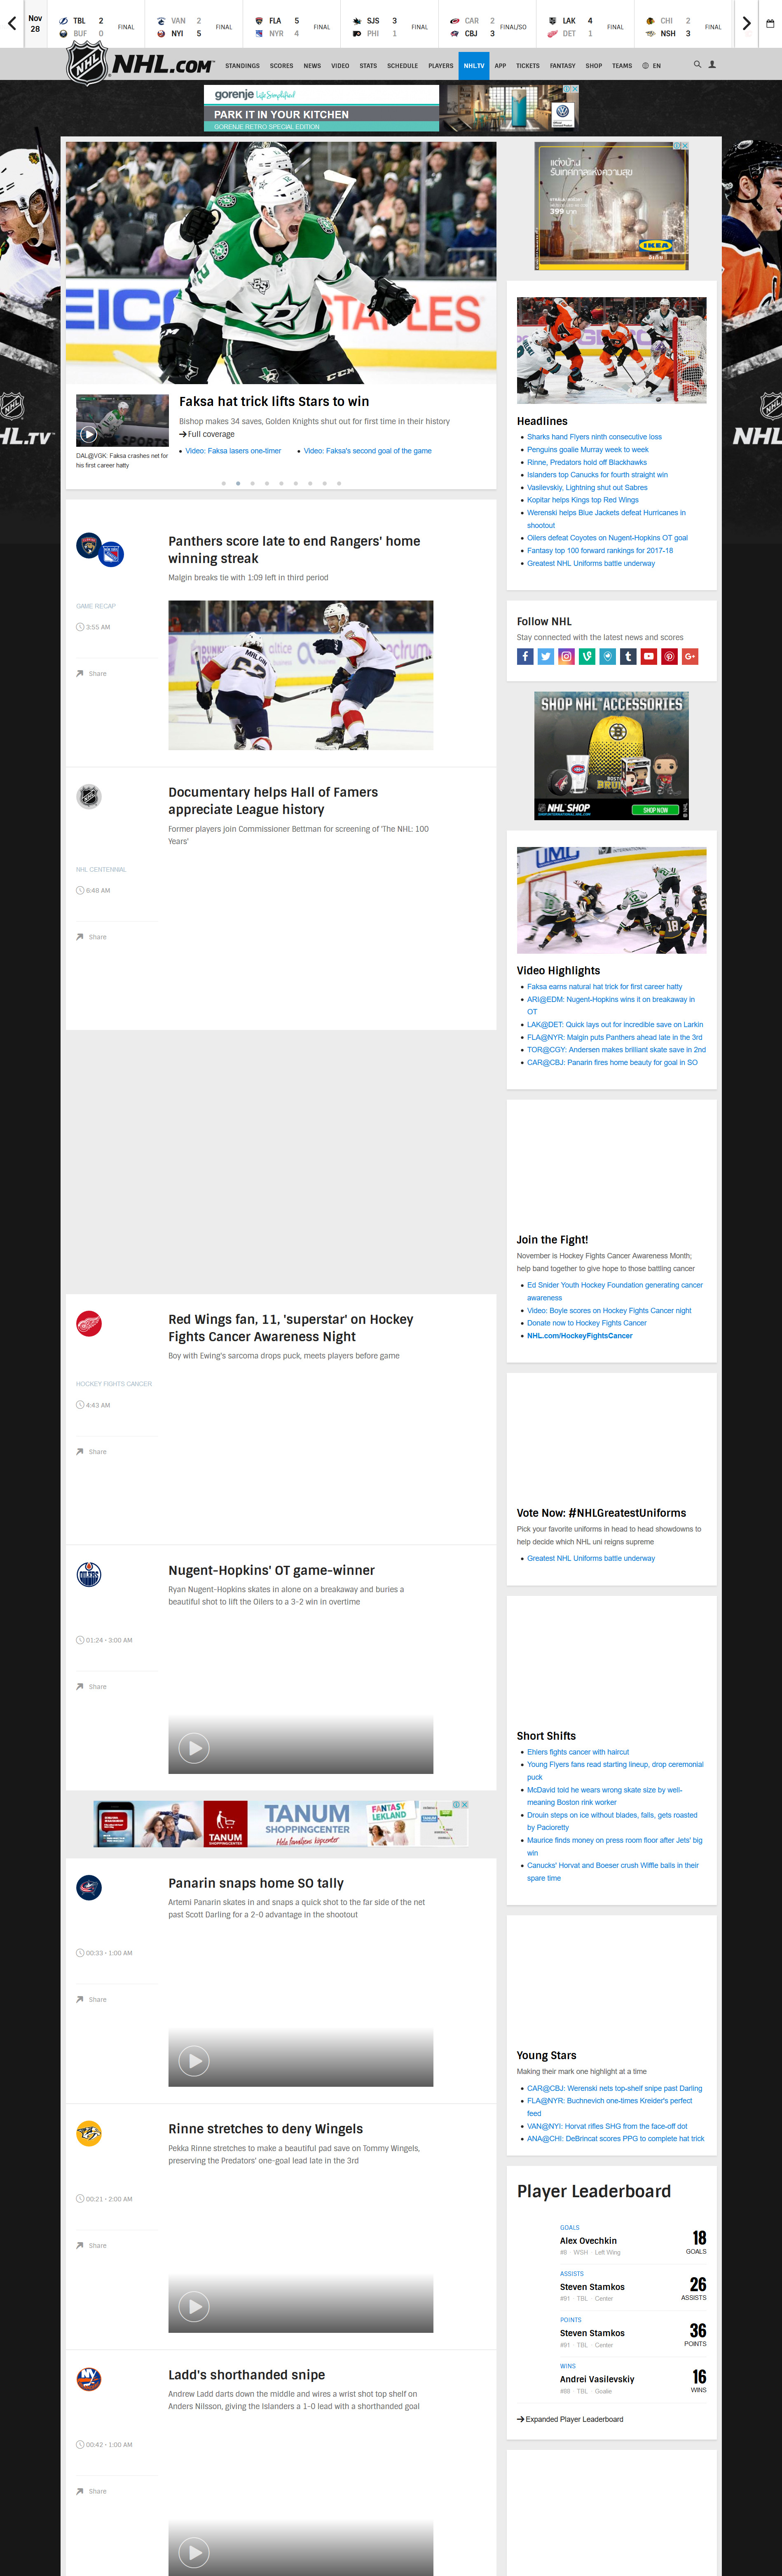 Nov
28
TBL 2
BUF 0
FINAL
VAN 2
NYI 5
FINAL
FLA 5
NYR 4
FINAL
SJS 3
PHI 1
FINAL
CAR 2
CBJ 3
FINAL/SO
LAK 4
DET 1
FINAL
CHI 2
NSH 3
FINAL
NHL.COM
STANDINGS SCORES NEWS VIDEO STATS SCHEDULE PLAYERS NHL.TV APP TICKETS FANTASY SHOP TEAMS EN
gorenje Life Simplified
PARK IT IN YOUR KITCHEN
GORENJE RETRO SPECIAL EDITION
EICO
STAPLES
CCM
Faksa hat trick lifts Stars to win
Bishop makes 34 saves, Golden Knights shut out for first time in their history
Full coverage
Video: Faksa lasers one-timer
Video: Faksa's second goal of the game
DAL@VGK: Faksa crashes net for
his first career hatty
Panthers score late to end Rangers' home
winning streak
Malgin breaks tie with 1:09 left in third period
GAME RECAP
3:55 AM
Share
Documentary helps Hall of Famers
appreciate League history
Former players join Commissioner Bettman for screening of 'The NHL: 100
Years'
NHL CENTENNIAL
6:48 AM
Share
Red Wings fan, 11, 'superstar' on Hockey
Fights Cancer Awareness Night
Boy with Ewing's sarcoma drops puck, meets players before game
HOCKEY FIGHTS CANCER
4:43 AM
Share
Nugent-Hopkins' OT game-winner
Ryan Nugent-Hopkins skates in alone on a breakaway and buries a
beautiful shot to lift the Oilers to a 3-2 win in overtime
01:24 • 3:00 AM
Share
TANUM
SHOPPINGCENTER
TANUM
SHOPPINGCENTER
Hela familjens köpcenter
FANTASY
LEKLAND
Panarin snaps home SO tally
Artemi Panarin skates in and snaps a quick shot to the far side of the net
past Scott Darling for a 2-0 advantage in the shootout
00:33 • 1:00 AM
Share
Rinne stretches to deny Wingels
Pekka Rinne stretches to make a beautiful pad save on Tommy Wingels,
preserving the Predators' one-goal lead late in the 3rd
00:21 • 2:00 AM
Share
Ladd's shorthanded snipe
Andrew Ladd darts down the middle and wires a wrist shot top shelf on
Anders Nilsson, giving the Islanders a 1-0 lead with a shorthanded goal
00:42 • 1:00 AM
Share
399
IKEA
Headlines
Sharks hand Flyers ninth consecutive loss
Penguins goalie Murray week to week
Rinne, Predators hold off Blackhawks
Islanders top Canucks for fourth straight win
Vasilevskiy, Lightning shut out Sabres
Kopitar helps Kings top Red Wings
Werenski helps Blue Jackets defeat Hurricanes in
shootout
Oilers defeat Coyotes on Nugent-Hopkins OT goal
Fantasy top 100 forward rankings for 2017-18
Greatest NHL Uniforms battle underway
Follow NHL
Stay connected with the latest news and scores
SHOP NHL ACCESSORIES
NHL SHOP
SHOP NOW
Video Highlights
Faksa earns natural hat trick for first career hatty
ARI@EDM: Nugent-Hopkins wins it on breakaway in
OT
LAK@DET: Quick lays out for incredible save on Larkin
FLA@NYR: Malgin puts Panthers ahead late in the 3rd
TOR@CGY: Andersen makes brilliant skate save in 2nd
CAR@CBJ: Panarin fires home beauty for goal in SO
Join the Fight!
November is Hockey Fights Cancer Awareness Month;
help band together to give hope to those battling cancer
Ed Snider Youth Hockey Foundation generating cancer
awareness
Video: Boyle scores on Hockey Fights Cancer night
Donate now to Hockey Fights Cancer
NHL.com/HockeyFightsCancer
Vote Now: #NHLGreatestUniforms
Pick your favorite uniforms in head to head showdowns to
help decide which NHL uni reigns supreme
Greatest NHL Uniforms battle underway
Short Shifts
Ehlers fights cancer with haircut
Young Flyers fans read starting lineup, drop ceremonial
puck
McDavid told he wears wrong skate size by well-
meaning Boston rink worker
Drouin steps on ice without blades, falls, gets roasted
by Pacioretty
Maurice finds money on press room floor after Jets' big
win
Canucks' Horvat and Boeser crush Wiffle balls in their
spare time
Young Stars
Making their mark one highlight at a time
CAR@CBJ: Werenski nets top-shelf snipe past Darling
FLA@NYR: Buchnevich one-times Kreider's perfect
feed
VAN@NYI: Horvat rifles SHG from the face-off dot
ANA@CHI: DeBrincat scores PPG to complete hat trick
Player Leaderboard
GOALS
Alex Ovechkin
#8 · WSH · Left Wing
18
GOALS
ASSISTS
Steven Stamkos
#91 · TBL · Center
26
ASSISTS
POINTS
Steven Stamkos
#91 · TBL · Center
36
POINTS
WINS
Andrei Vasilevskiy
#88 · TBL · Goalie
16
WINS
Expanded Player Leaderboard